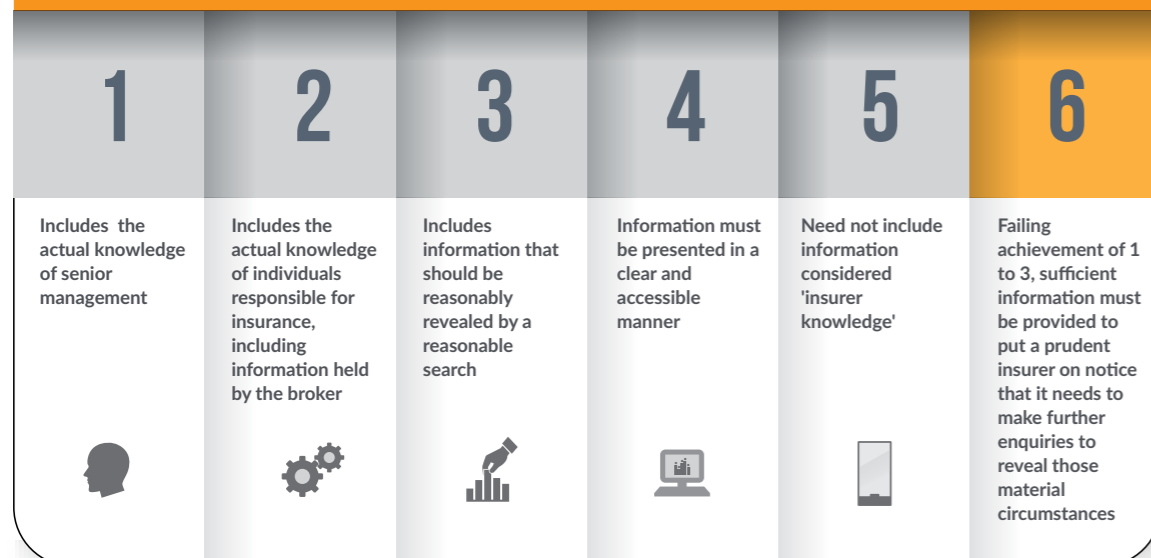 1
Includes the
actual knowledge
of senior
management
2
Includes the
actual knowledge
of individuals
responsible for
insurance,
including
information held
by the broker
3
Includes
information that
should be
reasonably
revealed by a
reasonable
search
4
Information must
be presented in a
clear and
accessible
manner
5
Need not include
information
considered
'insurer
knowledge'
6
Failing
achievement of 1
to 3, sufficient
information must
be provided to
put a prudent
insurer on notice
that it needs to
make further
enquiries to
reveal those
material
circumstances